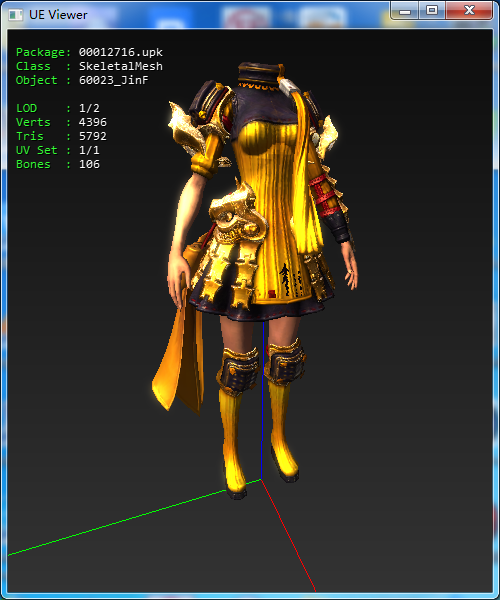 UE Viewer
Package: 00012716.upk
Class : SkeletalMesh
Object : 60023_JinF
LOD : 1/2
Verts : 4396
Tris : 5792
UV Set : 1/1
Bones : 106